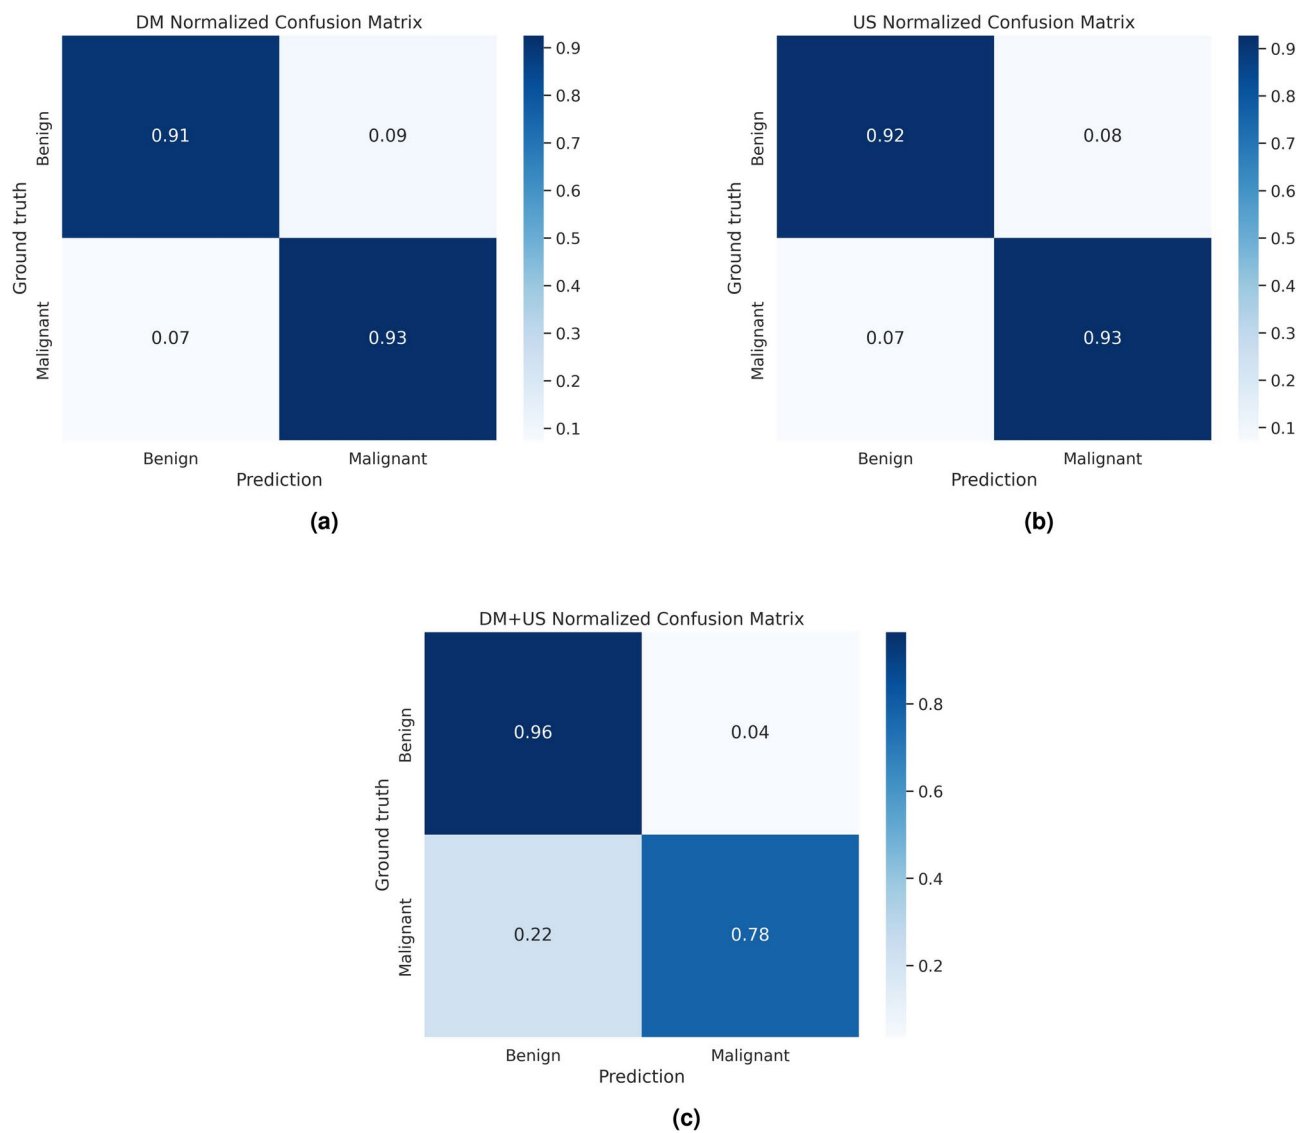 DM Normalized Confusion Matrix
Benign
Malignant
Ground truth
0.91
0.09
0.07
0.93
Benign
Malignant
Prediction
0.9
0.8
0.7
0.6
0.5
0.4
0.3
0.2
0.1
(a)
US Normalized Confusion Matrix
Benign
Malignant
Ground truth
0.92
0.08
0.07
0.93
Benign
Malignant
Prediction
0.9
0.8
0.7
0.6
0.5
0.4
0.3
0.2
0.1
(b)
DM+US Normalized Confusion Matrix
Benign
Malignant
Ground truth
0.96
0.04
0.22
0.78
Benign
Malignant
Prediction
0.8
0.6
0.4
0.2
(c)